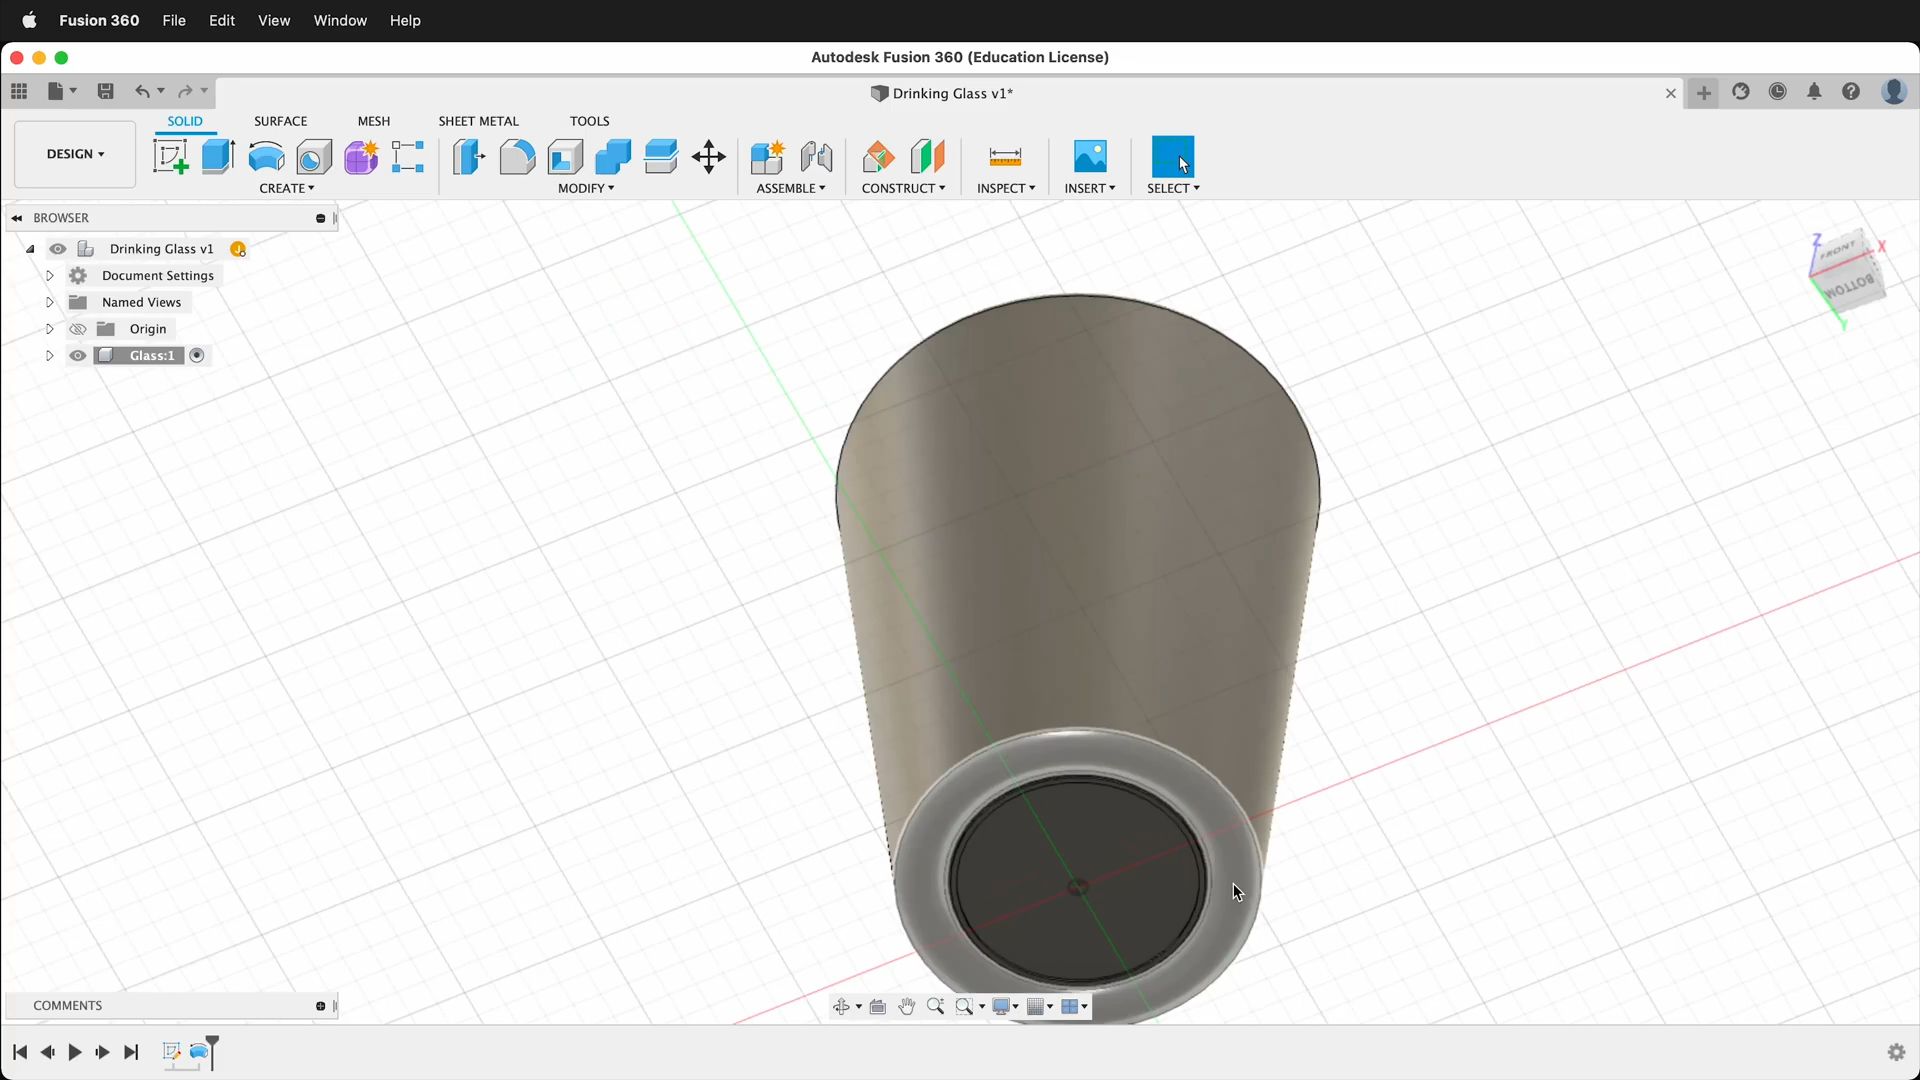 Fusion 360 File Edit View Window Help
Autodesk Fusion 360 (Education License)
Drinking Glass v1*
SOLID SURFACE MESH SHEET METAL TOOLS
DESIGN
CREATE MODIFY ASSEMBLE CONSTRUCT INSPECT INSERT SELECT
BROWSER
Drinking Glass v1
Document Settings
Named Views
Origin
Glass:1
Z
X
FRONT
BOTTOM
Y
COMMENTS